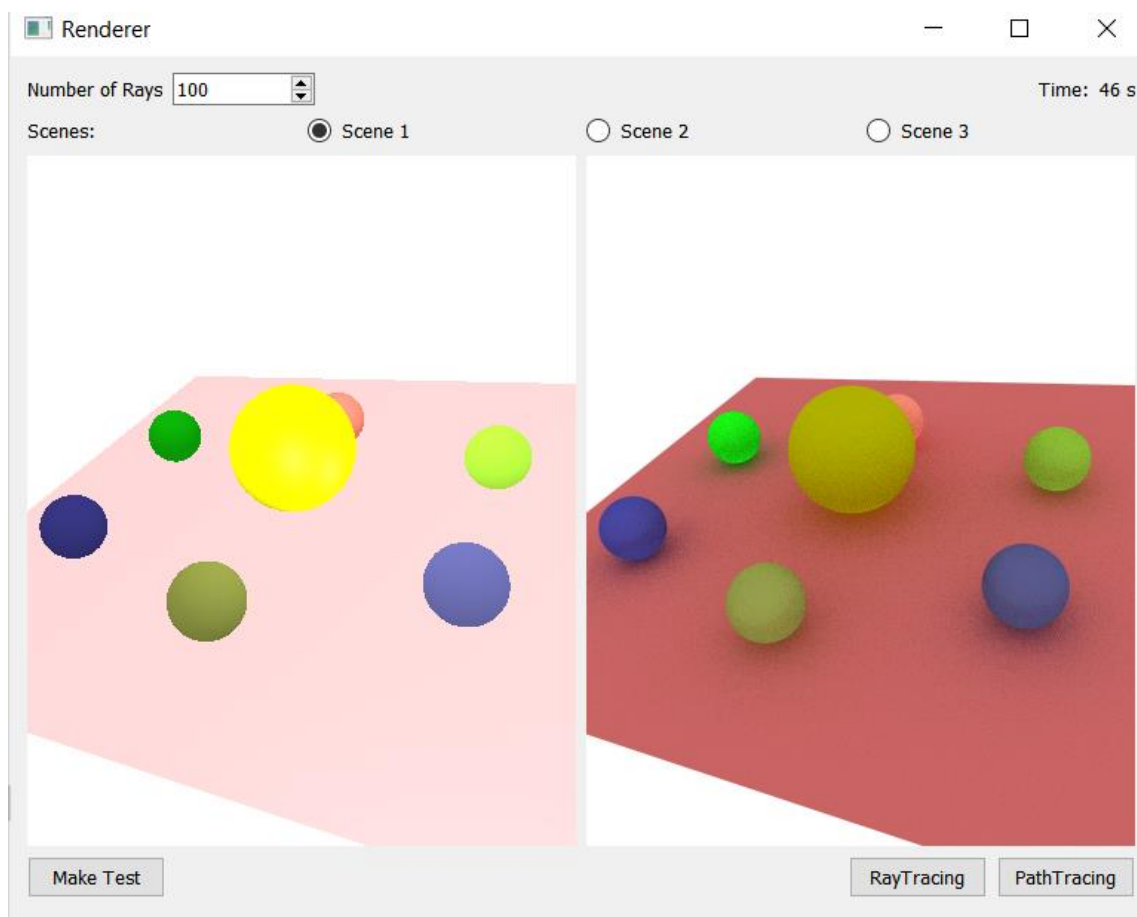 Renderer
Number of Rays 100 Time: 46 s
Scenes: Scene 1 Scene 2 Scene 3
Make Test RayTracing PathTracing